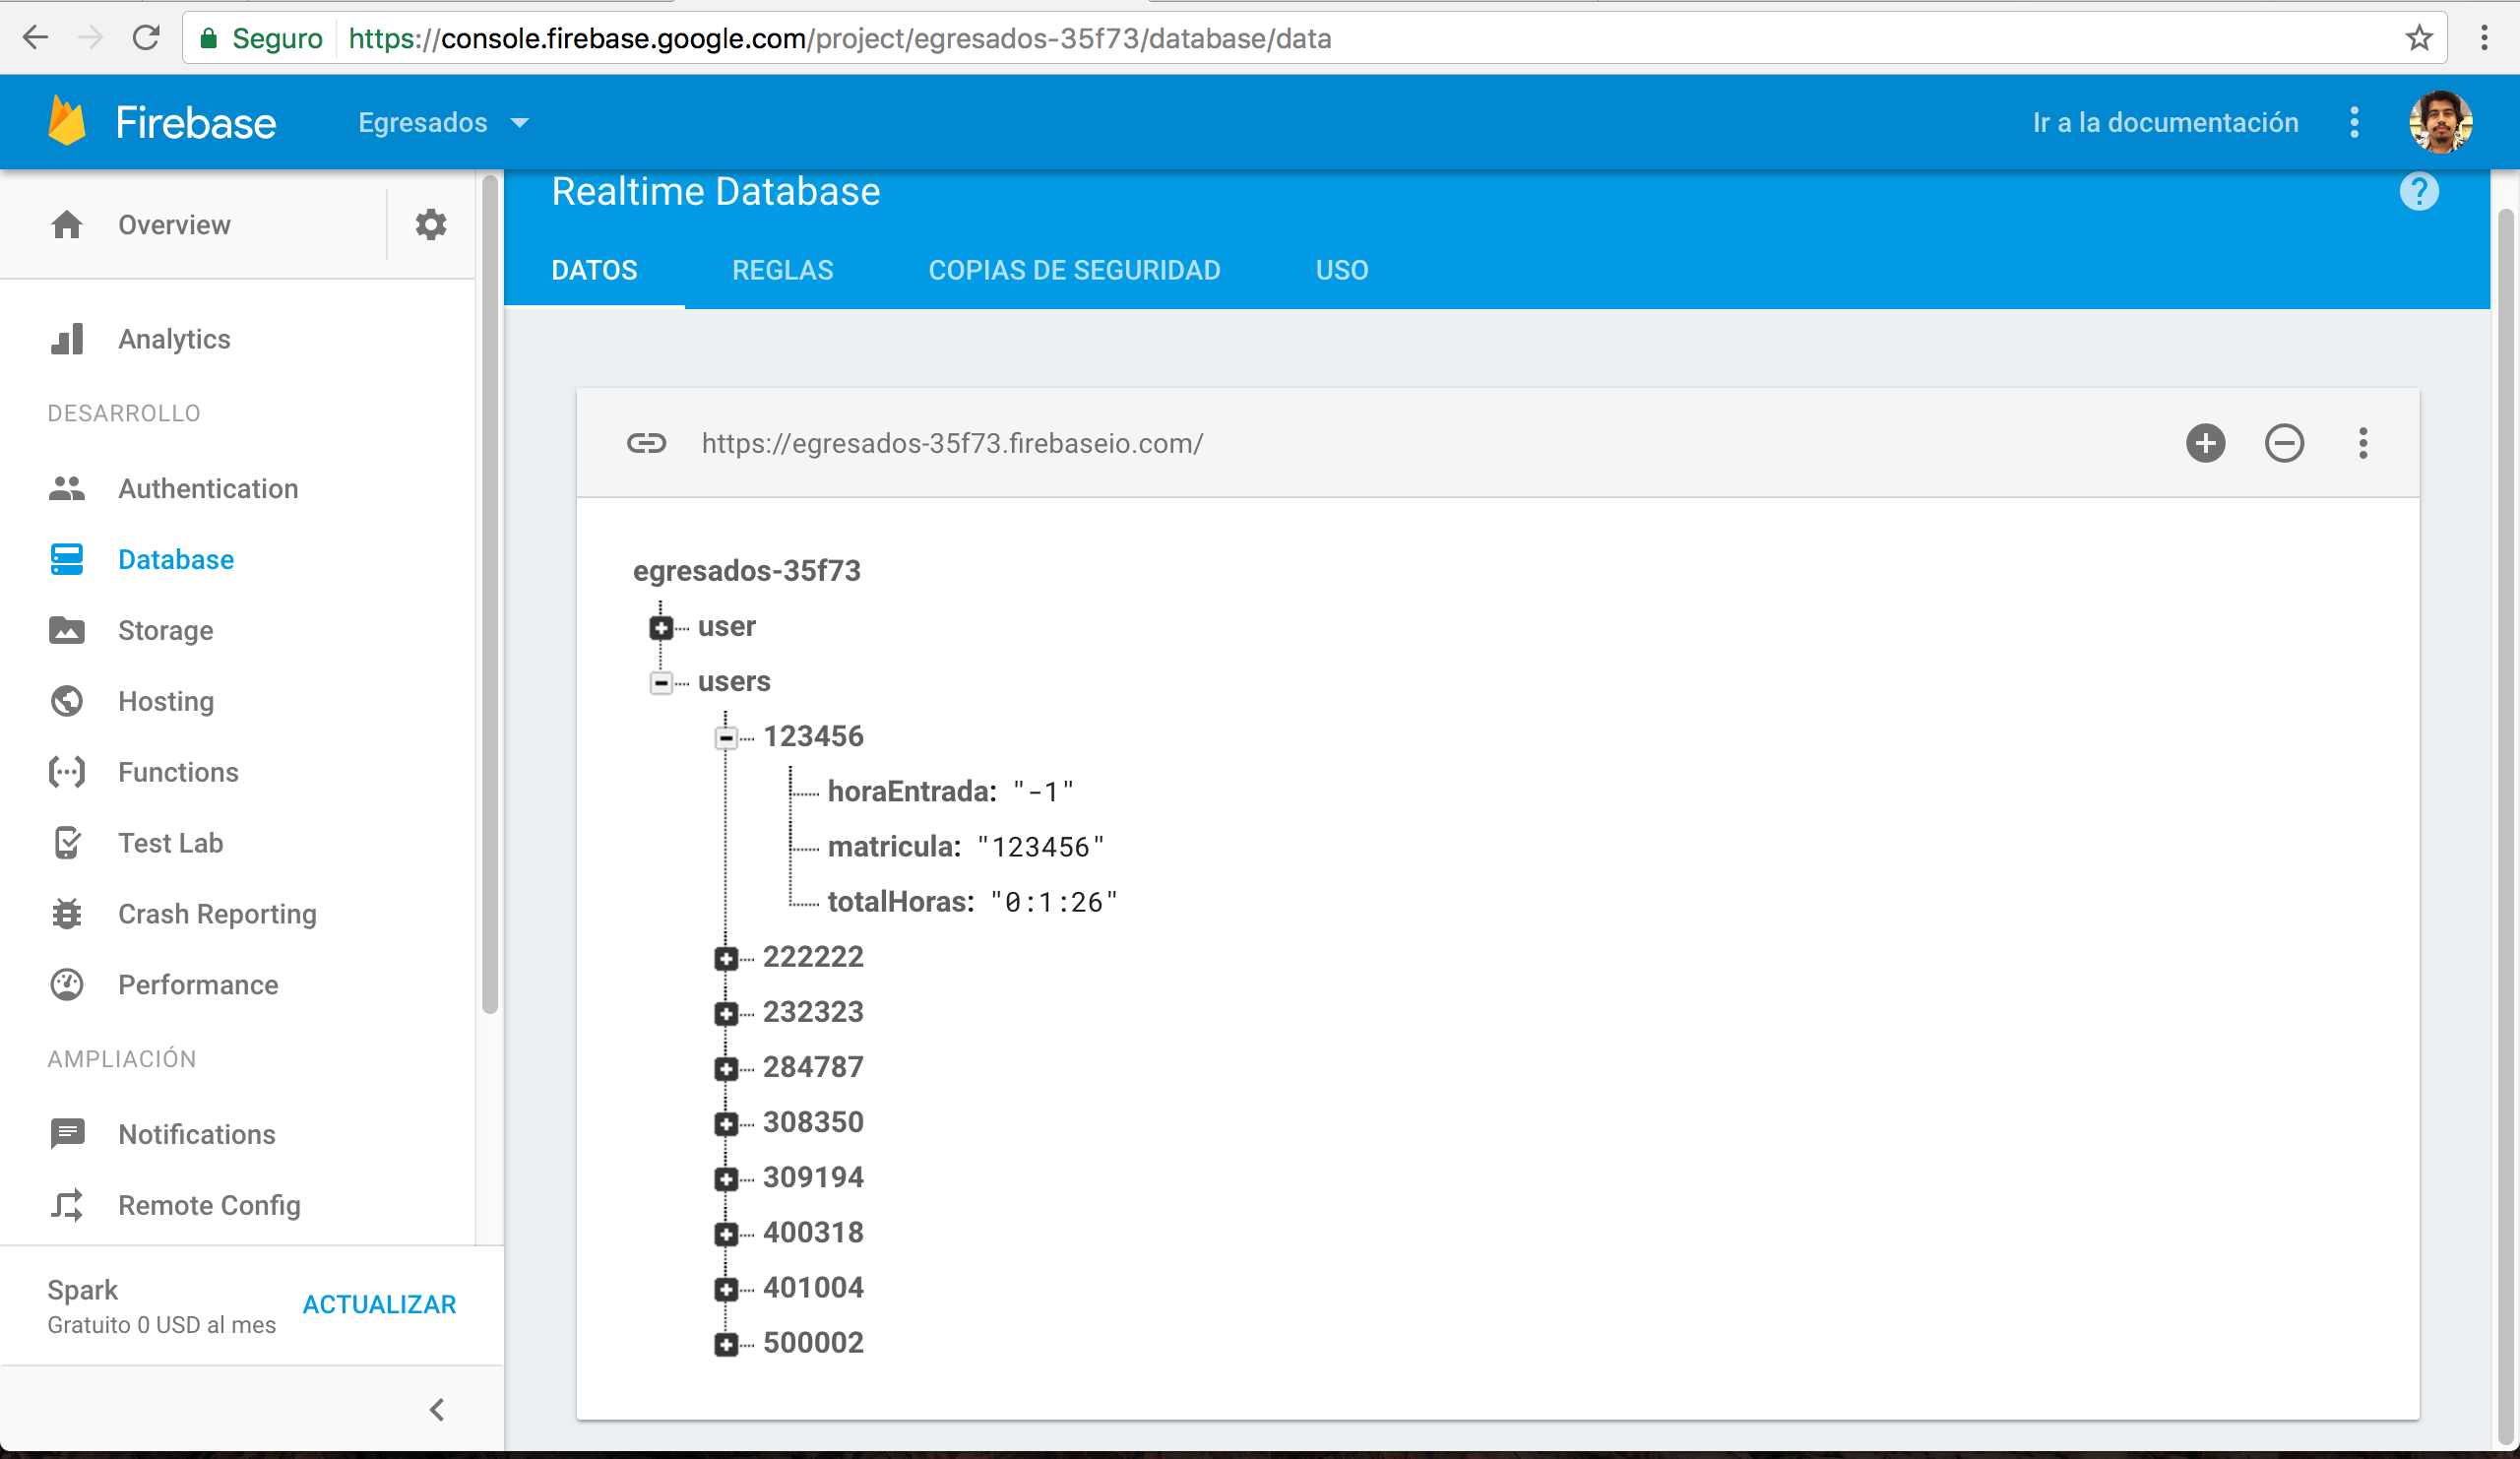 Seguro https://console.firebase.google.com/project/egresados-35f73/database/data
Firebase Egresados Ir a la documentación
Realtime Database ?
DATOS REGLAS COPIAS DE SEGURIDAD USO
Overview
Analytics
DESARROLLO
Authentication
Database
Storage
Hosting
Functions
Test Lab
Crash Reporting
Performance
AMPLIACIÓN
Notifications
Remote Config
Spark
Gratuito 0 USD al mes
ACTUALIZAR
https://egresados-35f73.firebaseio.com/
egresados-35f73
user
users
123456
horaEntrada: "-1"
matricula: "123456"
totalHoras: "0:1:26"
222222
232323
284787
308350
309194
400318
401004
500002